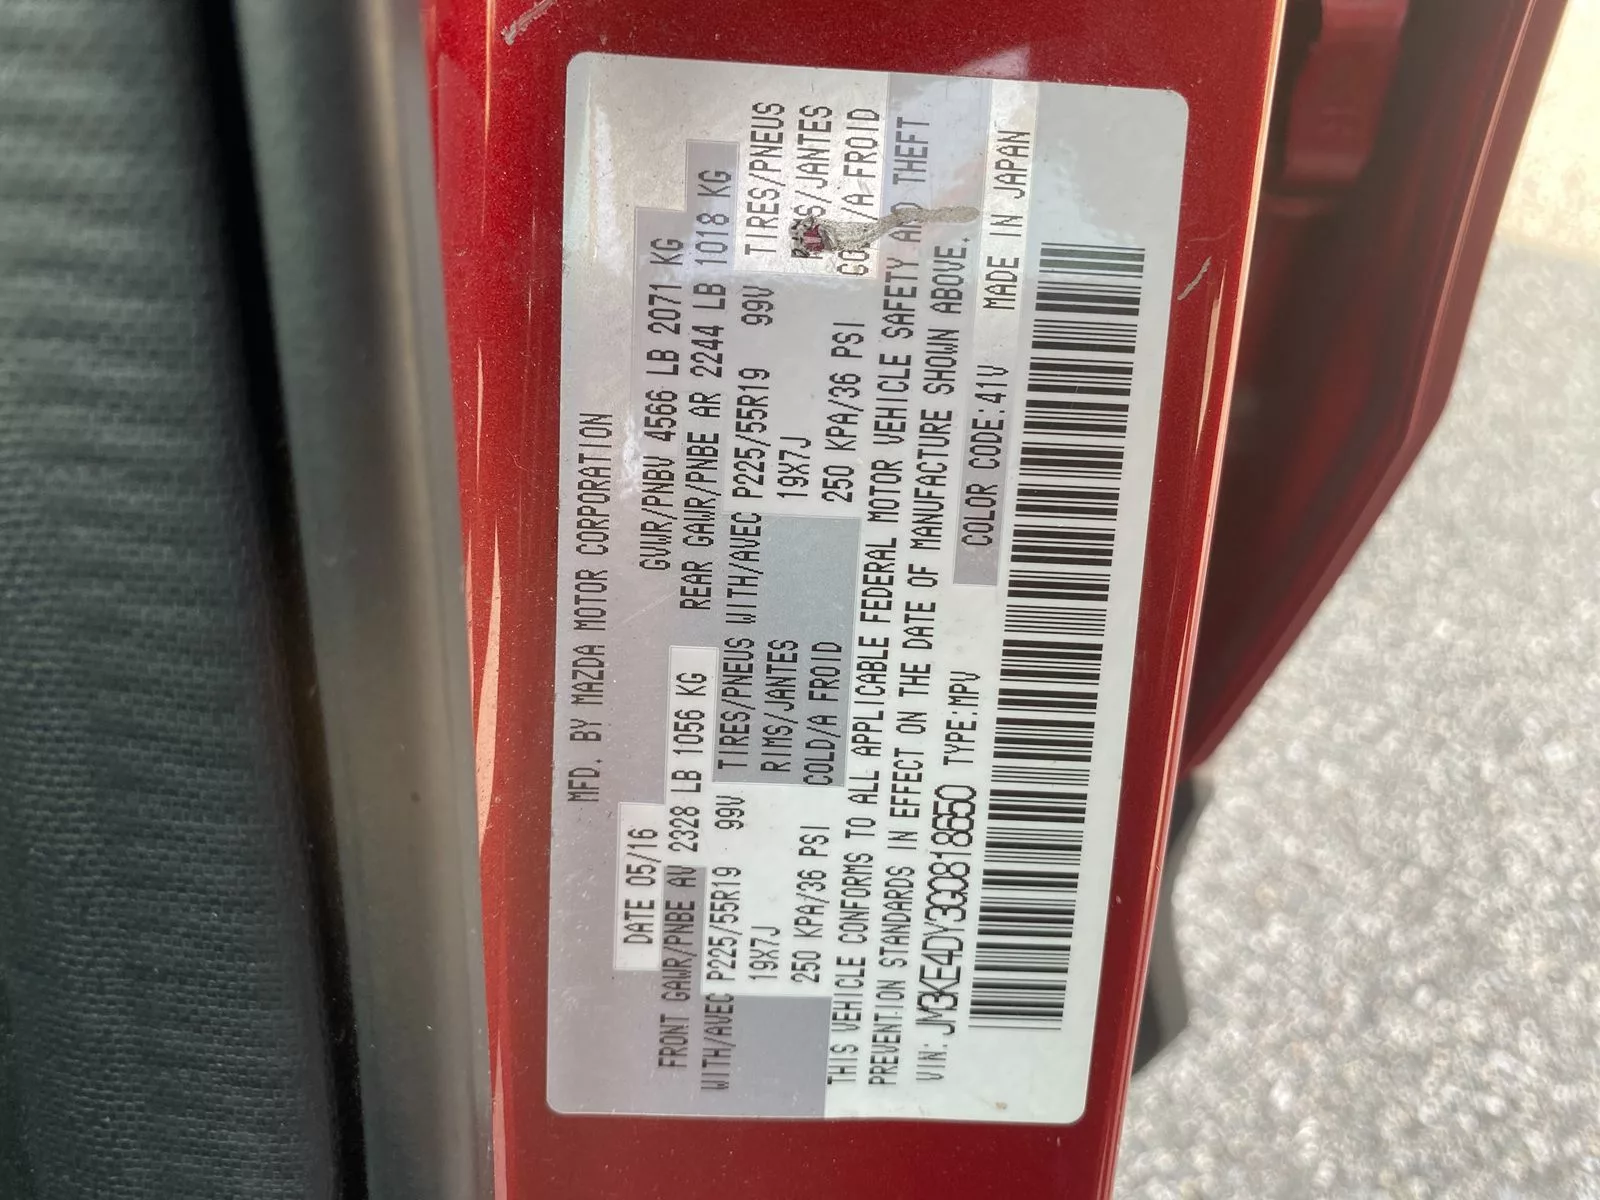 MFD. BY MAZDA MOTOR CORPORATION
DATE 05/16 GVWR/PNBV 4566 LB 2071 KG
FRONT GAWR/PNBE AV 2328 LB 1056 KG REAR GAWR/PNBE AR 2244 LB 1018 KG
WITH/AVEC P225/55R19 99V TIRES/PNEUS WITH/AVEC P225/55R19 99V TIRES/PNEUS
19X7J RIMS/JANTES 19X7J /JANTES
250 KPA/36 PSI COLD/A FROID 250 KPA/36 PSI /A FROID
THIS VEHICLE CONFORMS TO ALL APPLICABLE FEDERAL MOTOR VEHICLE SAFETY AND THEFT
PREVENTION STANDARDS IN EFFECT ON THE DATE OF MANUFACTURE SHOWN ABOVE.
VIN: JM3KE4DY3G0818650 TYPE:MPV COLOR CODE:41V MADE IN JAPAN